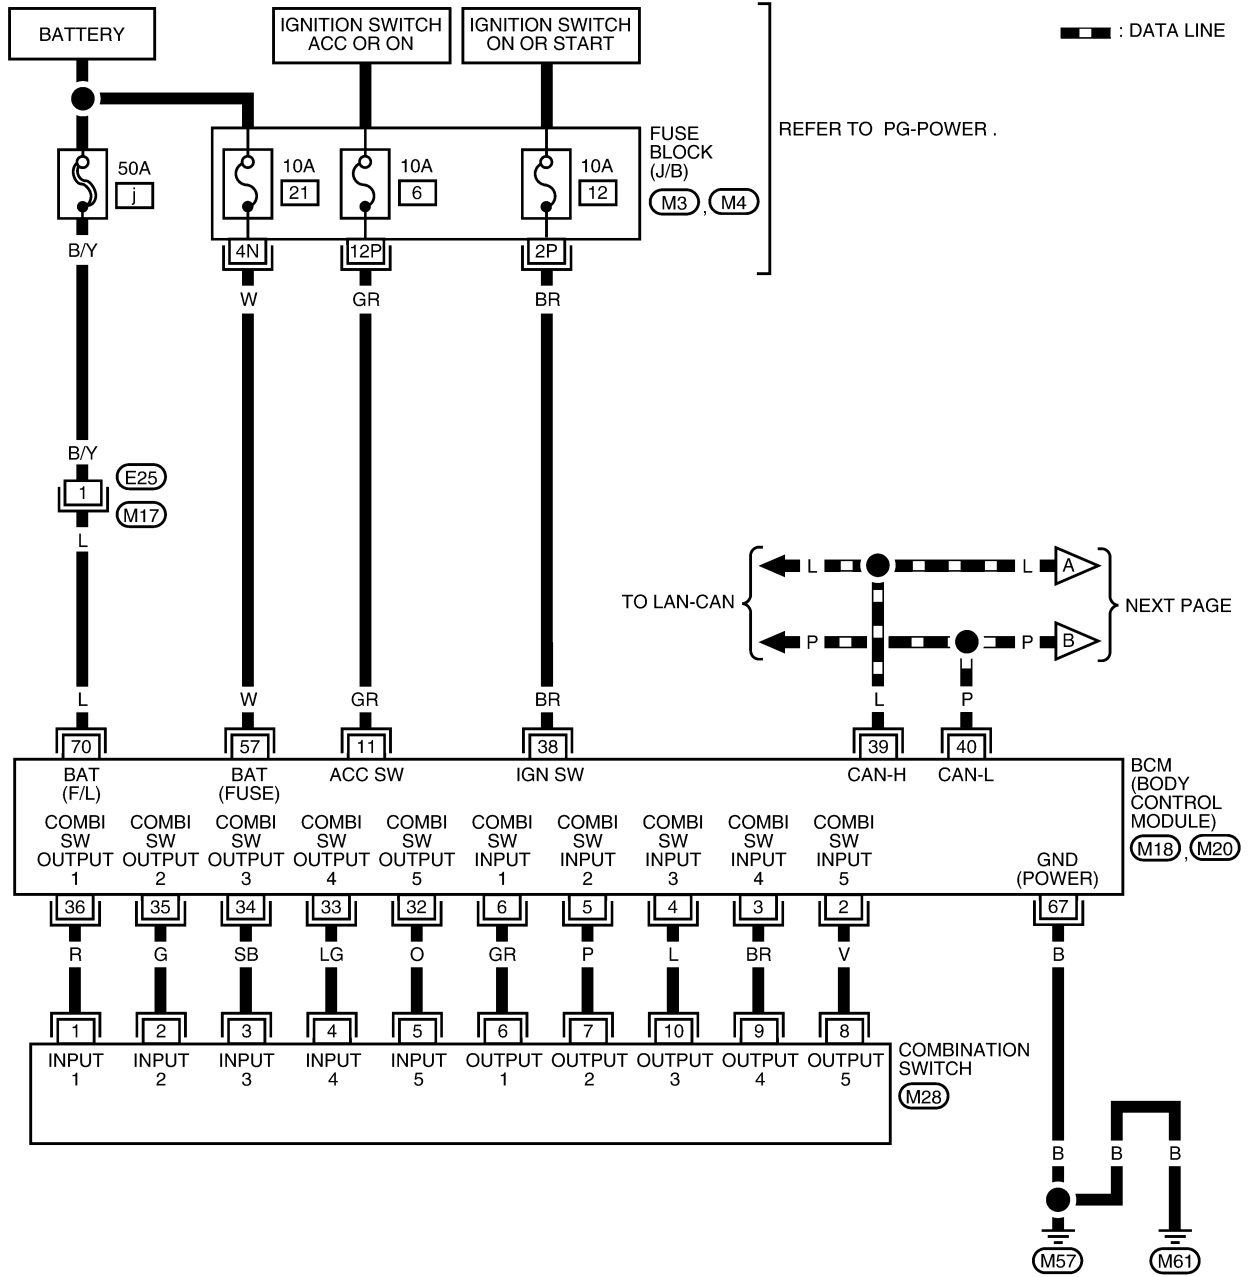 BATTERY
IGNITION SWITCH
ACC OR ON
IGNITION SWITCH
ON OR START
: DATA LINE
REFER TO PG-POWER .
FUSE
BLOCK
(J/B)
M3 , M4
50A
j
10A
21
10A
6
10A
12
4N
12P
2P
B/Y
W
GR
BR
B/Y
1
E25
M17
L
TO LAN-CAN
L
L
A
P
P
B
NEXT PAGE
L
W
GR
BR
L
P
70
57
11
38
39
40
BAT
(F/L)
BAT
(FUSE)
ACC SW
IGN SW
CAN-H
CAN-L
BCM
(BODY
CONTROL
MODULE)
M18 , M20
COMBI
SW
OUTPUT
1
COMBI
SW
OUTPUT
2
COMBI
SW
OUTPUT
3
COMBI
SW
OUTPUT
4
COMBI
SW
OUTPUT
5
COMBI
SW
INPUT
1
COMBI
SW
INPUT
2
COMBI
SW
INPUT
3
COMBI
SW
INPUT
4
COMBI
SW
INPUT
5
GND
(POWER)
36
35
34
33
32
6
5
4
3
2
67
R
G
SB
LG
O
GR
P
L
BR
V
B
1
2
3
4
5
6
7
10
9
8
INPUT
1
INPUT
2
INPUT
3
INPUT
4
INPUT
5
OUTPUT
1
OUTPUT
2
OUTPUT
3
OUTPUT
4
OUTPUT
5
COMBINATION
SWITCH
M28
B
B
B
M57
M61